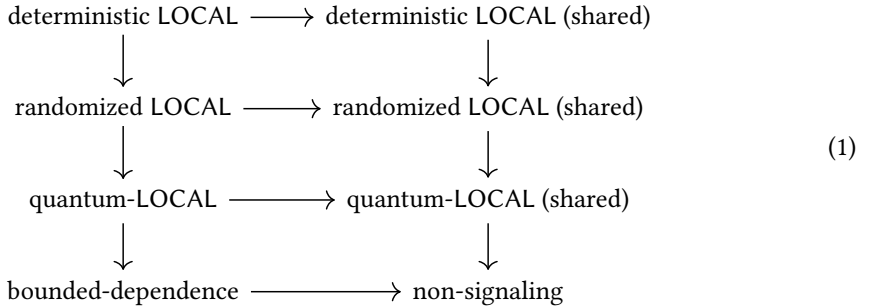 deterministic LOCAL deterministic LOCAL (shared)
randomized LOCAL randomized LOCAL (shared)
(1)
quantum-LOCAL quantum-LOCAL (shared)
bounded-dependence non-signaling